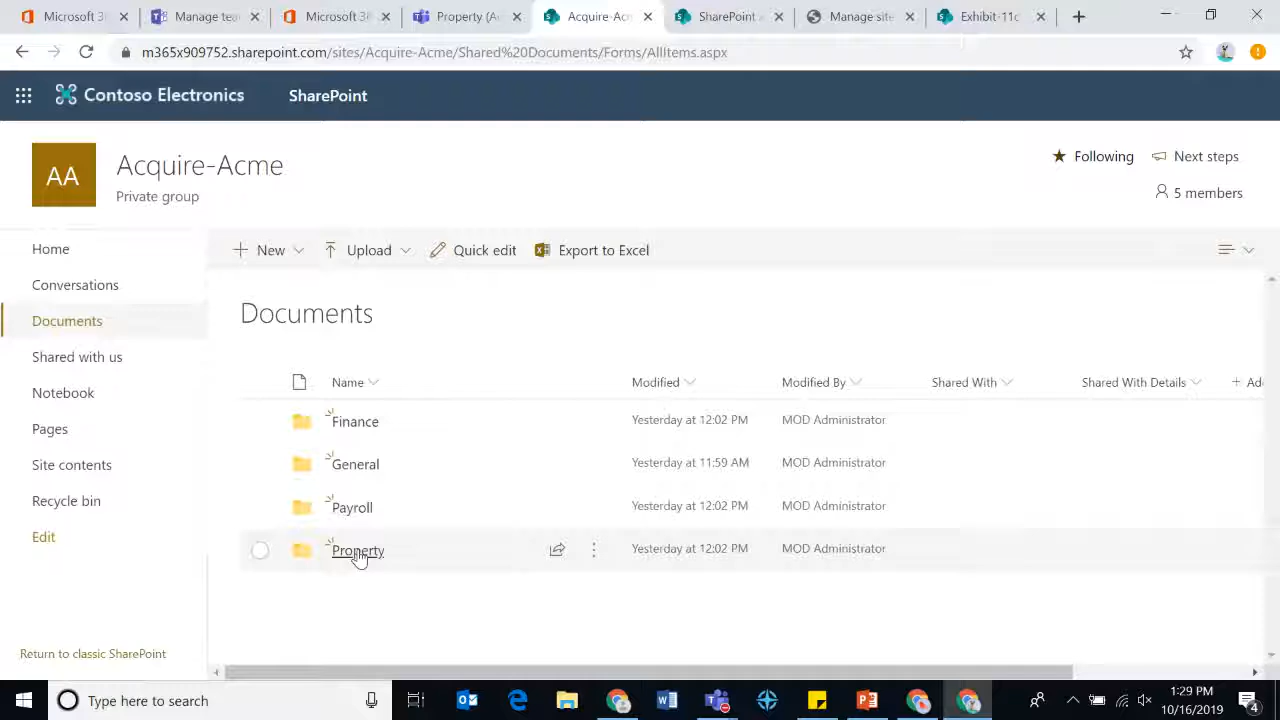 Microsoft 3
Manage te
Microsoft 3
Property (A
Acquire-Ac
SharePoint
Manage site
Exhibit-11
m365x909752.sharepoint.com/sites/Acquire-Acme/Shared%20Documents/Forms/AllItems.aspx
Contoso Electronics
SharePoint
AA
Acquire-Acme
Private group
Following
Next steps
5 members
Home
Conversations
Documents
Shared with us
Notebook
Pages
Site contents
Recycle bin
Edit
Return to classic SharePoint
New
Upload
Quick edit
Export to Excel
Documents
Name
Modified
Modified By
Shared With
Shared With Details
Finance
Yesterday at 12:02 PM
MOD Administrator
General
Yesterday at 11:59 AM
MOD Administrator
Payroll
Yesterday at 12:02 PM
MOD Administrator
Property
Yesterday at 12:02 PM
MOD Administrator
Type here to search
1:29 PM
10/16/2019
4